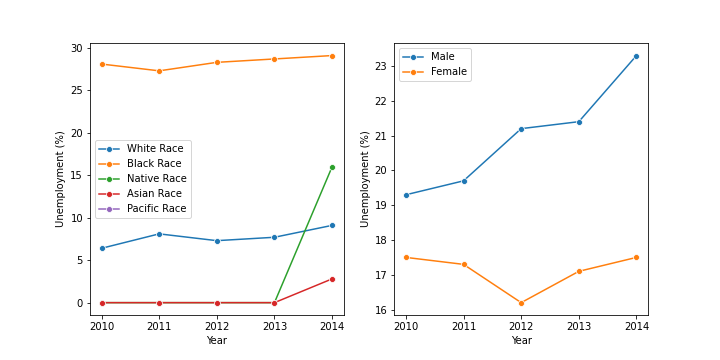 30
25
20
15
10
5
0
Unemployment (%)
White Race
Black Race
Native Race
Asian Race
Pacific Race
2010 2011 2012 2013 2014
Year
23
22
21
20
19
18
17
16
Unemployment (%)
Male
Female
2010 2011 2012 2013 2014
Year